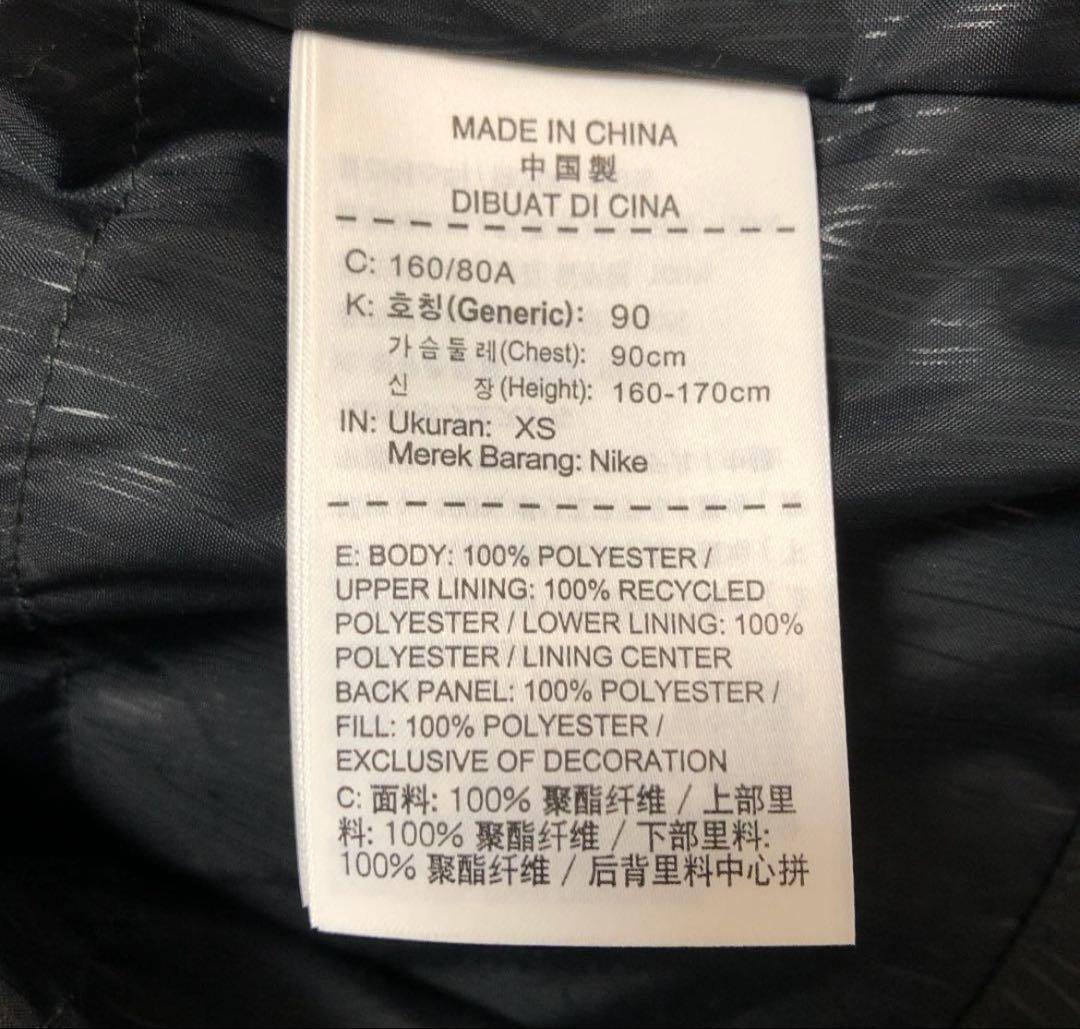 MADE IN CHINA
中国製
DIBUAT DI CINA
C: 160/80A
K: 호칭(Generic): 90
가슴둘레(Chest): 90cm
신 장(Height): 160-170cm
IN: Ukuran: XS
Merek Barang: Nike
E: BODY: 100% POLYESTER /
UPPER LINING: 100% RECYCLED
POLYESTER / LOWER LINING: 100%
POLYESTER / LINING CENTER
BACK PANEL: 100% POLYESTER /
FILL: 100% POLYESTER /
EXCLUSIVE OF DECORATION
C: 面料: 100% 聚酯纤维 / 上部里
料: 100% 聚酯纤维 / 下部里料:
100% 聚酯纤维 / 后背里料中心拼